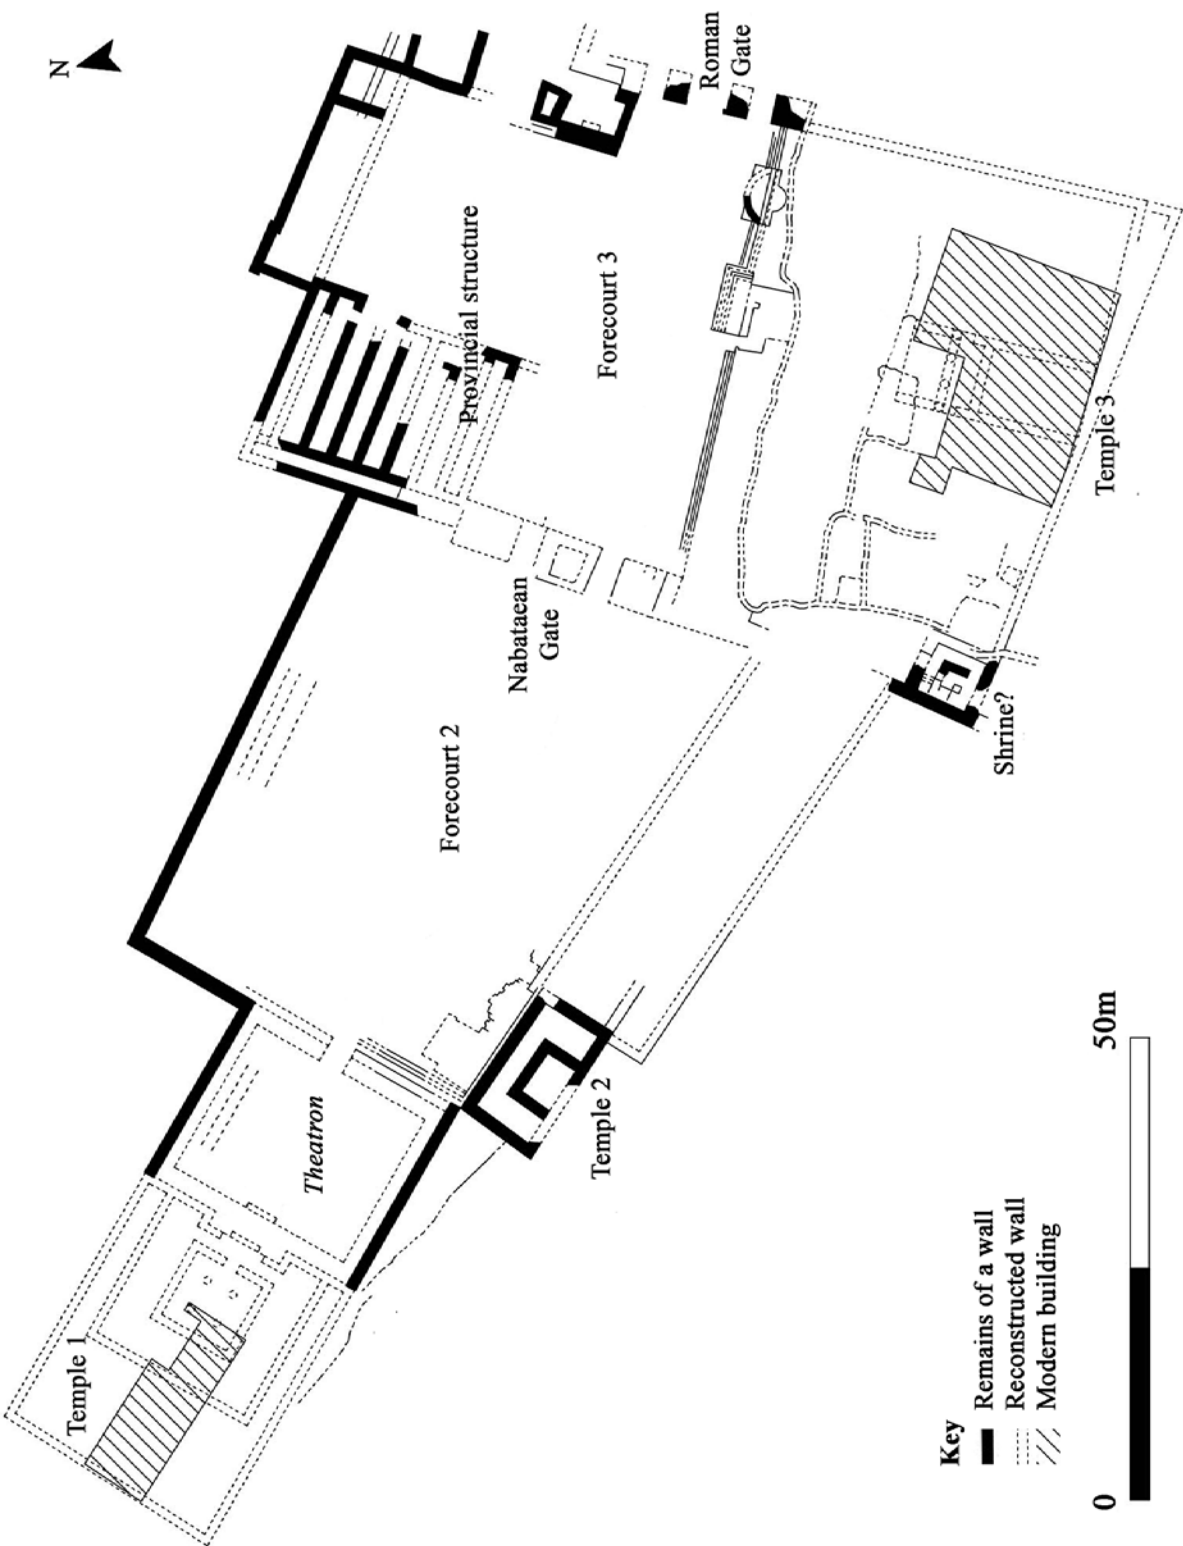 N
Roman
Gate
Provincial structure
Forecourt 3
Temple 3
Nabataean
Gate
Shrine?
Forecourt 2
Theatron
Temple 2
Temple 1
Key
Remains of a wall
Reconstructed wall
Modern building
0
50m